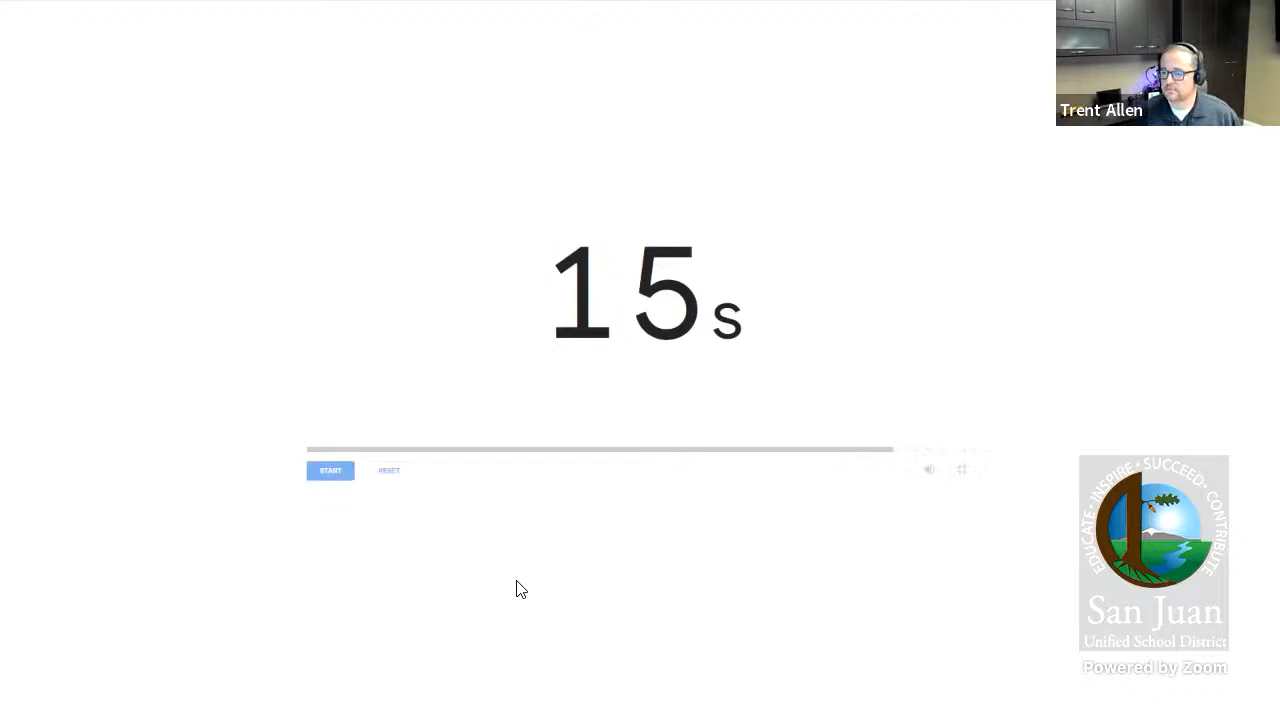 Trent Allen
15s
START
RESET
EDUCATE • INSPIRE • SUCCEED • CONTRIBUTE
San Juan
Unified School District
Powered by Zoom